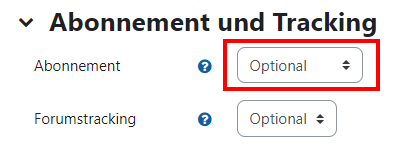 Abonnement und Tracking
Abonnement ? Optional
Forumstracking ? Optional